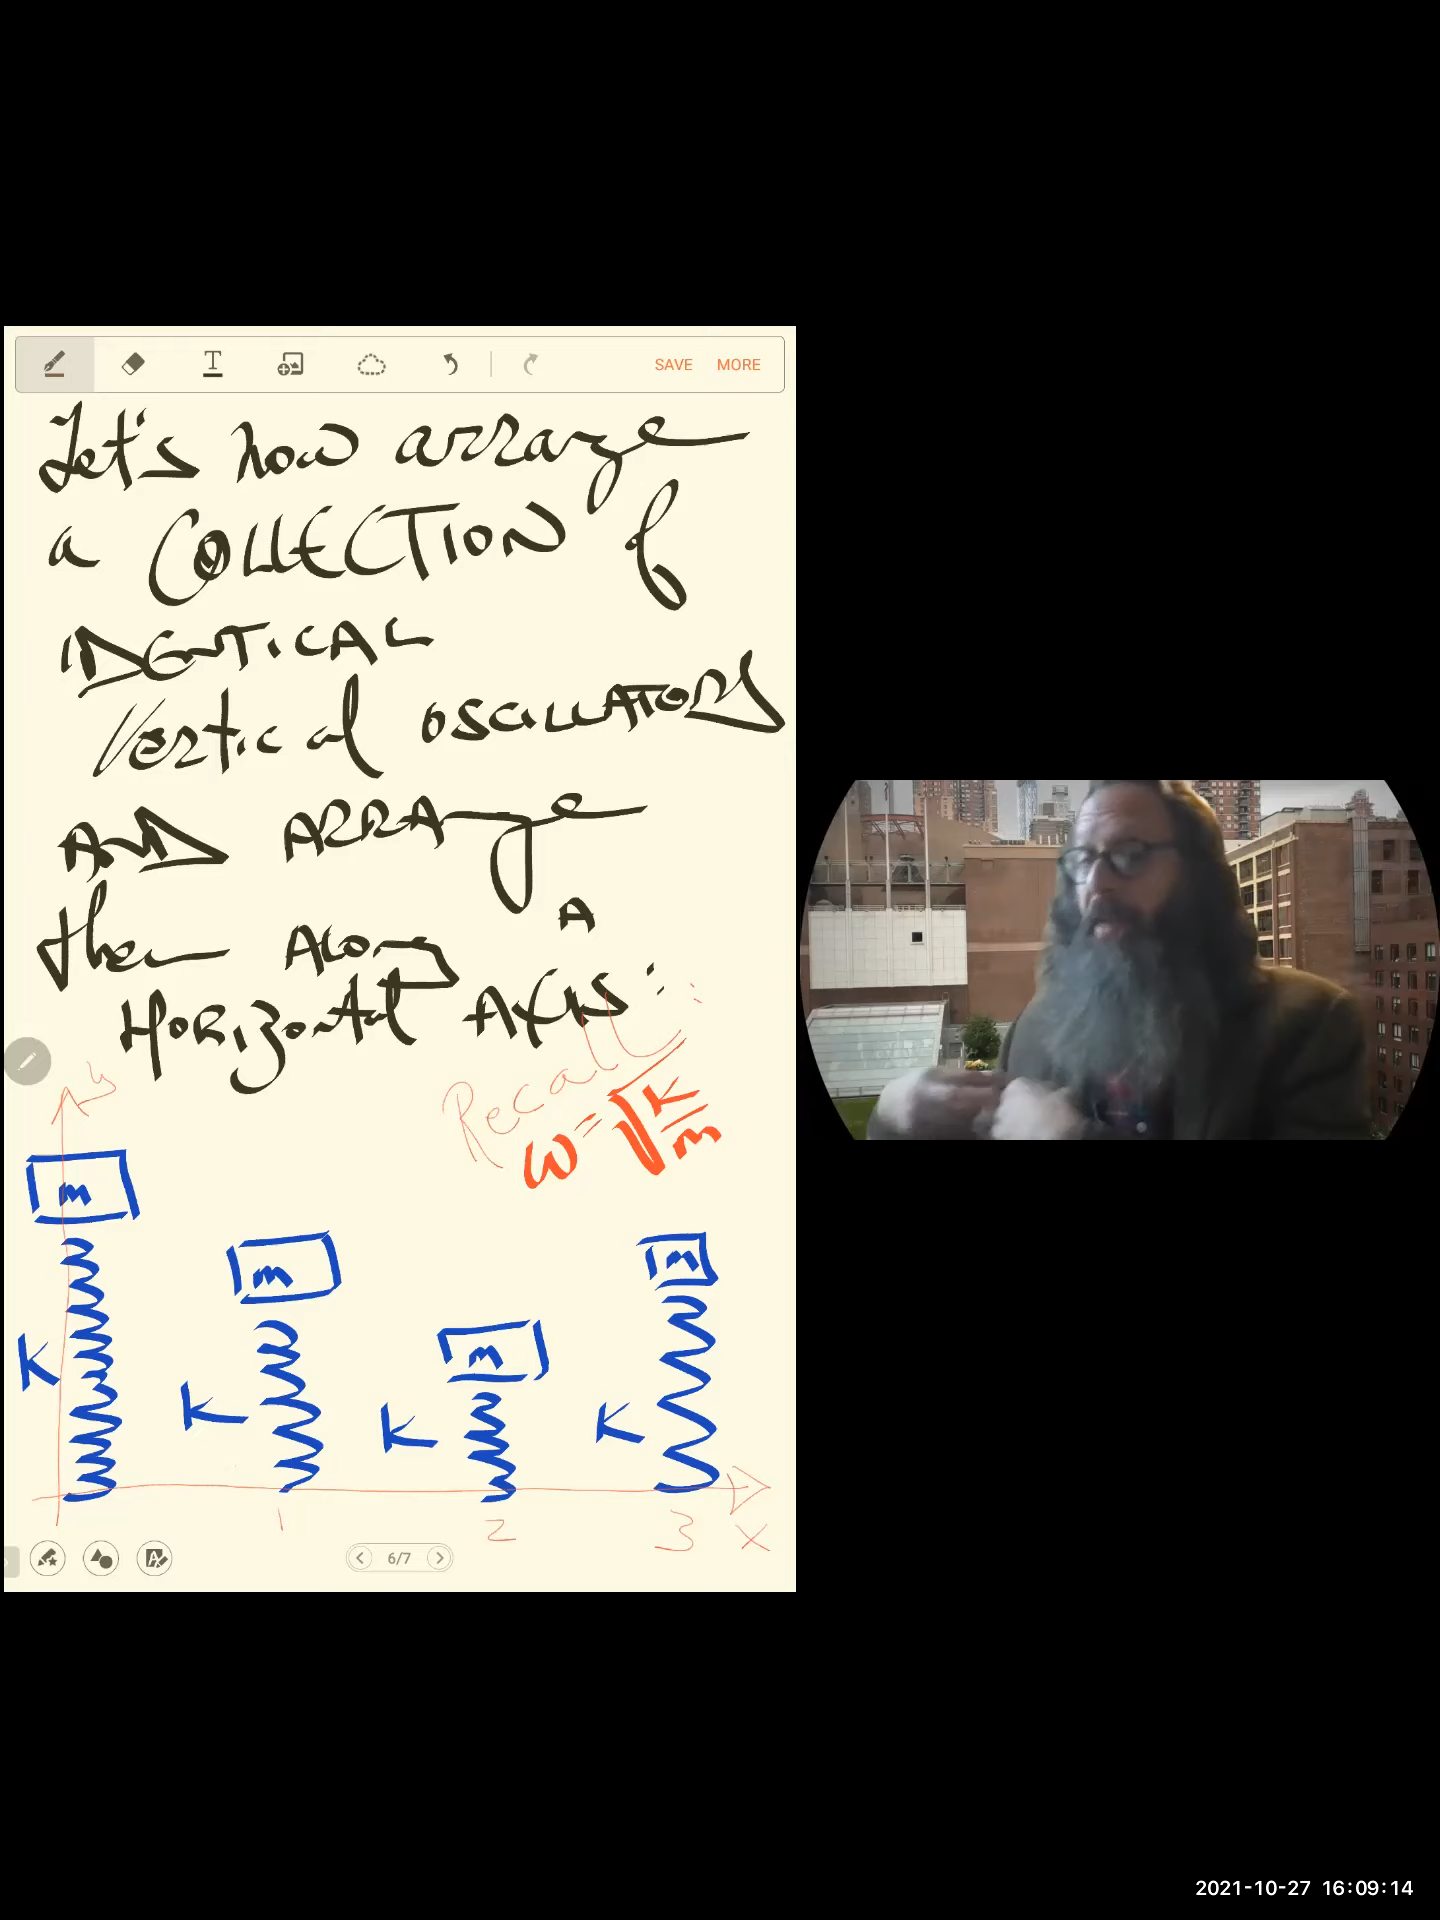 T
SAVE
MORE
Let's now arrange
a COLLECTION of
IDENTICAL
Vertical OSCILLATORY
AND ARRAnge
them Along A
HORIZontal AXIS:
Recall:
ω=√K/m
y
m
m
m
m
K
K
K
K
1
2
3
X
6/7
2021-10-27 16:09:14